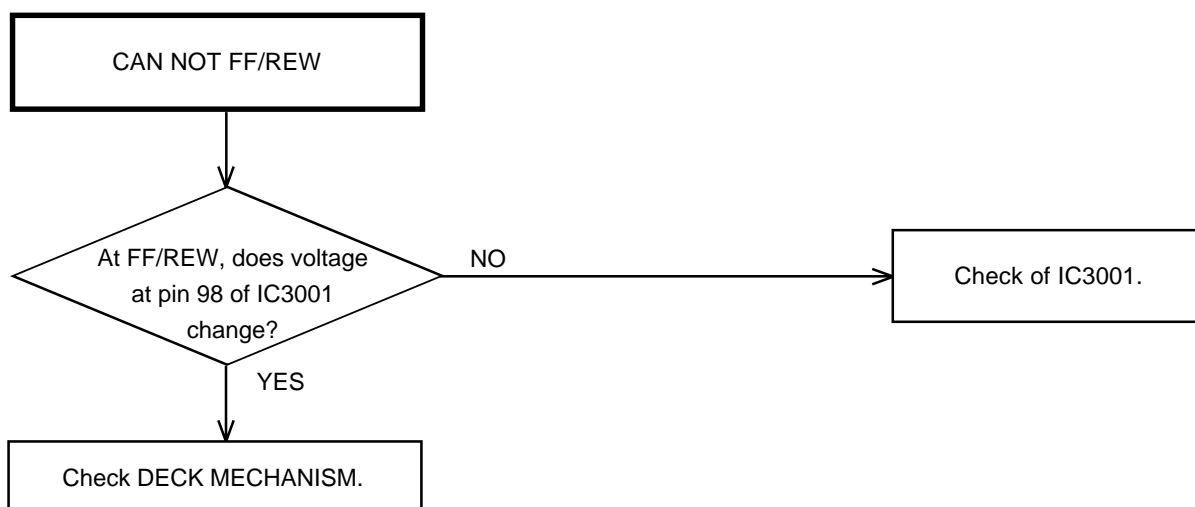 CAN NOT FF/REW
At FF/REW, does voltage
at pin 98 of IC3001
change?
NO
Check of IC3001.
YES
Check DECK MECHANISM.